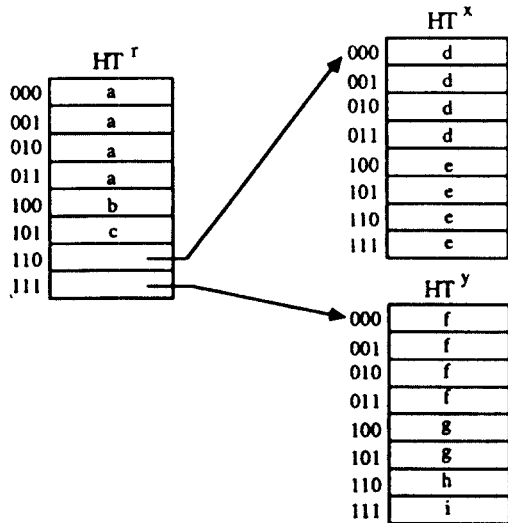 HT r
000 a
001 a
010 a
011 a
100 b
101 c
110
111
HT x
000 d
001 d
010 d
011 d
100 e
101 e
110 e
111 e
HT y
000 f
001 f
010 f
011 f
100 g
101 g
110 h
111 i